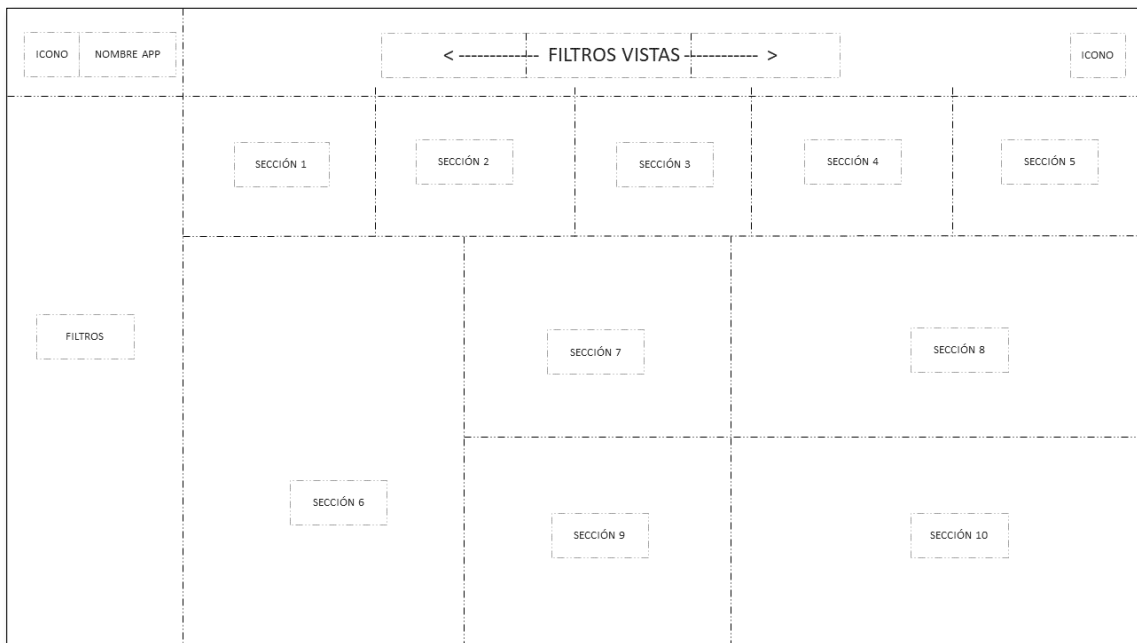 ICONO
NOMBRE APP
< ------------- FILTROS VISTAS ------------ >
ICONO
SECCIÓN 1
SECCIÓN 2
SECCIÓN 3
SECCIÓN 4
SECCIÓN 5
FILTROS
SECCIÓN 6
SECCIÓN 7
SECCIÓN 8
SECCIÓN 9
SECCIÓN 10